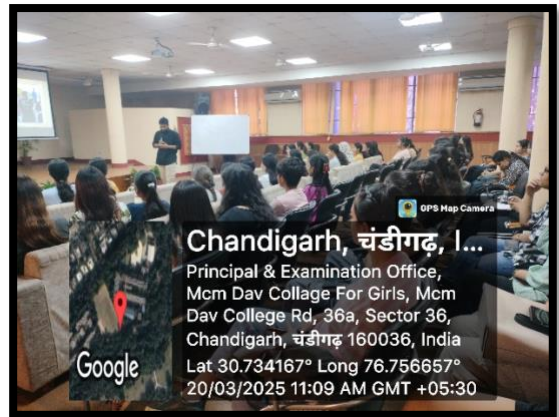 GPS Map Camera
Chandigarh, चंडीगढ़, I...
Principal & Examination Office,
Mcm Dav Collage For Girls, Mcm
Dav College Rd, 36a, Sector 36,
Chandigarh, चंडीगढ़ 160036, India
Lat 30.734167° Long 76.756657°
20/03/2025 11:09 AM GMT +05:30
Google